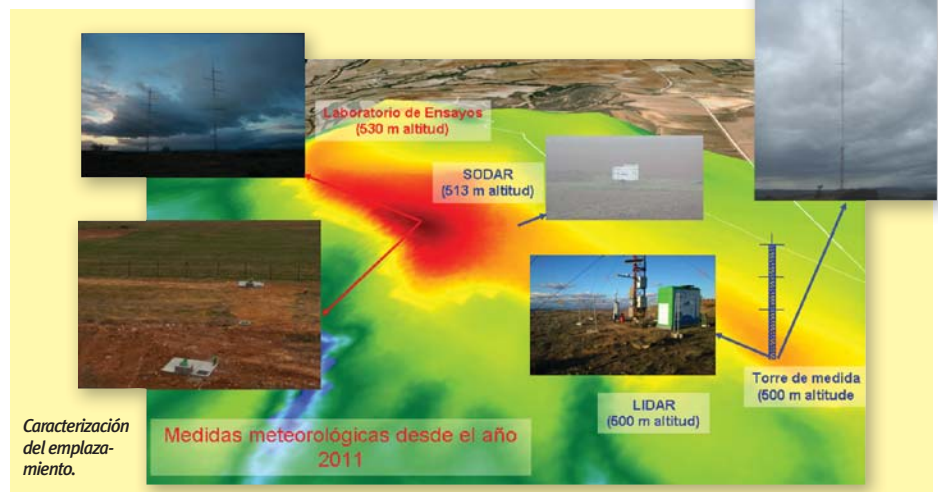 Laboratorio de Ensayos
(530 m altitud)
SODAR
(513 m altitud)
LIDAR
(500 m altitud)
Torre de medida
(500 m altitude
Medidas meteorológicas desde el año
2011
Caracterización
del emplaza-
miento.